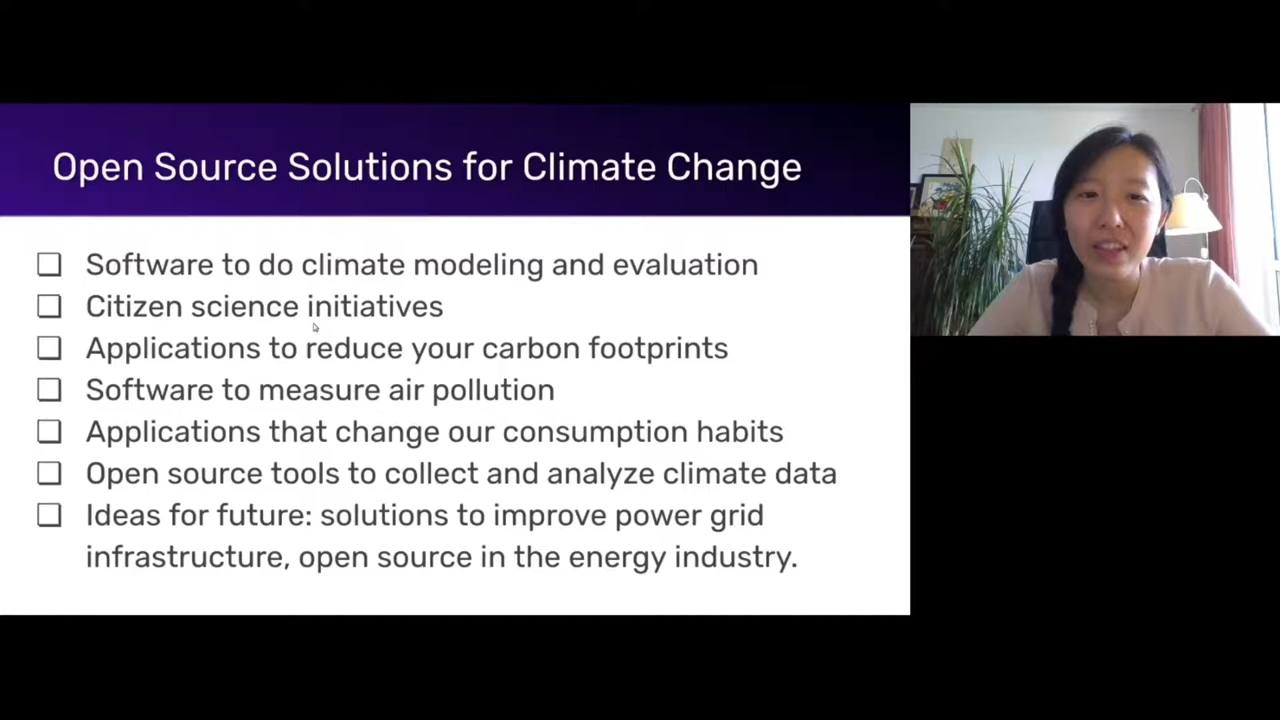 Open Source Solutions for Climate Change
Software to do climate modeling and evaluation
Citizen science initiatives
Applications to reduce your carbon footprints
Software to measure air pollution
Applications that change our consumption habits
Open source tools to collect and analyze climate data
Ideas for future: solutions to improve power grid
infrastructure, open source in the energy industry.